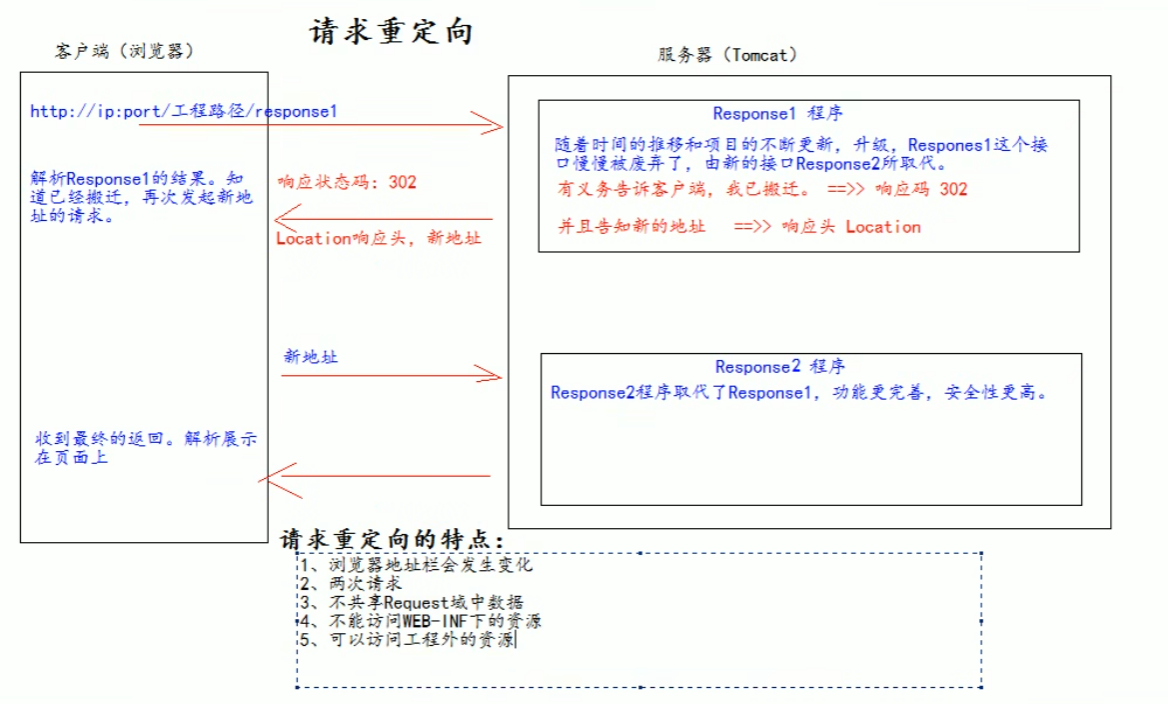 请求重定向
客户端（浏览器）
服务器（Tomcat）
http://ip:port/工程路径/response1
Response1 程序
随着时间的推移和项目的不断更新，升级，Respones1这个接
口慢慢被废弃了，由新的接口Response2所取代。
有义务告诉客户端，我已搬迁。 ==>> 响应码 302
并且告知新的地址 ==>> 响应头 Location
解析Response1的结果。知
道已经搬迁，再次发起新地
址的请求。
响应状态码：302
Location响应头，新地址
新地址
Response2 程序
Response2程序取代了Response1，功能更完善，安全性更高。
收到最终的返回。解析展示
在页面上
请求重定向的特点：
1、浏览器地址栏会发生变化
2、两次请求
3、不共享Request域中数据
4、不能访问WEB-INF下的资源
5、可以访问工程外的资源